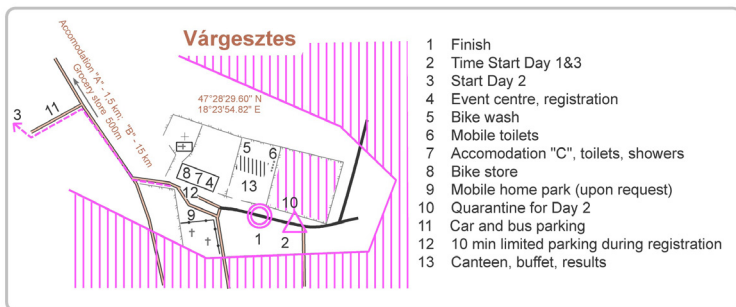 Várgesztes
Accomodation "A" - 1,5 km; "B" - 15 km
Grocery store 500m
47°28'29.60" N
18°23'54.82" E
3
11
5
6
8 7 4
13
12
10
9
1
2
1 Finish
2 Time Start Day 1&3
3 Start Day 2
4 Event centre, registration
5 Bike wash
6 Mobile toilets
7 Accomodation "C", toilets, showers
8 Bike store
9 Mobile home park (upon request)
10 Quarantine for Day 2
11 Car and bus parking
12 10 min limited parking during registration
13 Canteen, buffet, results